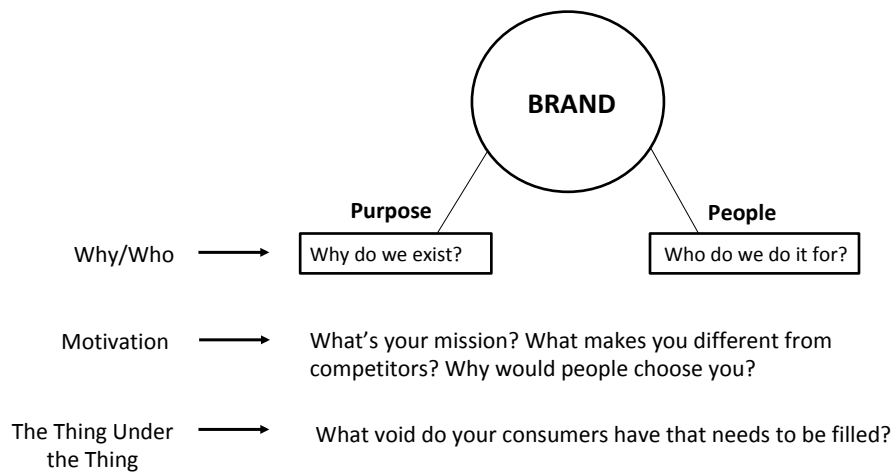 BRAND
Purpose
People
Why/Who
Why do we exist?
Who do we do it for?
Motivation
What’s your mission? What makes you different from
competitors? Why would people choose you?
The Thing Under
the Thing
What void do your consumers have that needs to be filled?